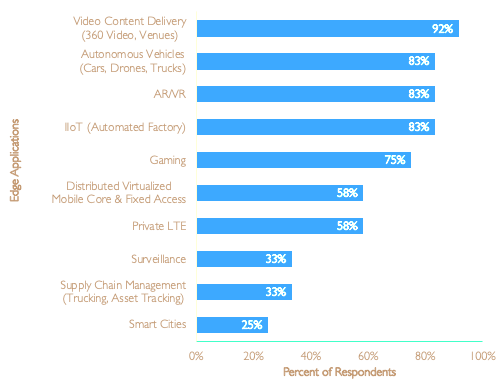 Video Content Delivery
(360 Video, Venues)
92%
Autonomous Vehicles
(Cars, Drones, Trucks)
83%
AR/VR
83%
IIoT (Automated Factory)
83%
Gaming
75%
Distributed Virtualized
Mobile Core & Fixed Access
58%
Private LTE
58%
Surveillance
33%
Supply Chain Management
(Trucking, Asset Tracking)
33%
Smart Cities
25%
Edge Applications
0% 20% 40% 60% 80% 100%
Percent of Respondents